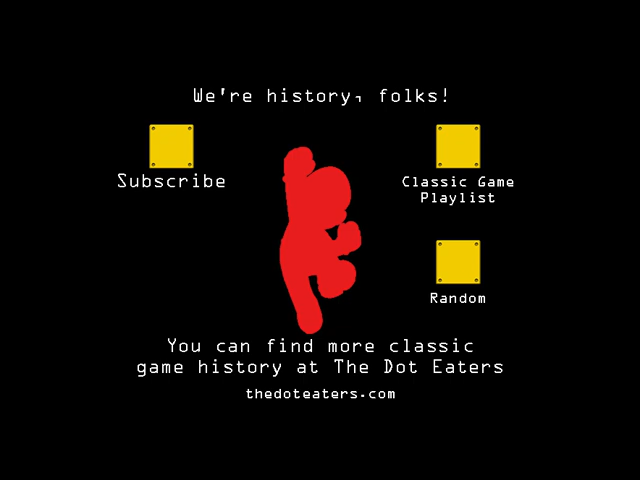 We're history, folks!
Subscribe
Classic Game
Playlist
Random
You can find more classic
game history at The Dot Eaters
thedoteaters.com